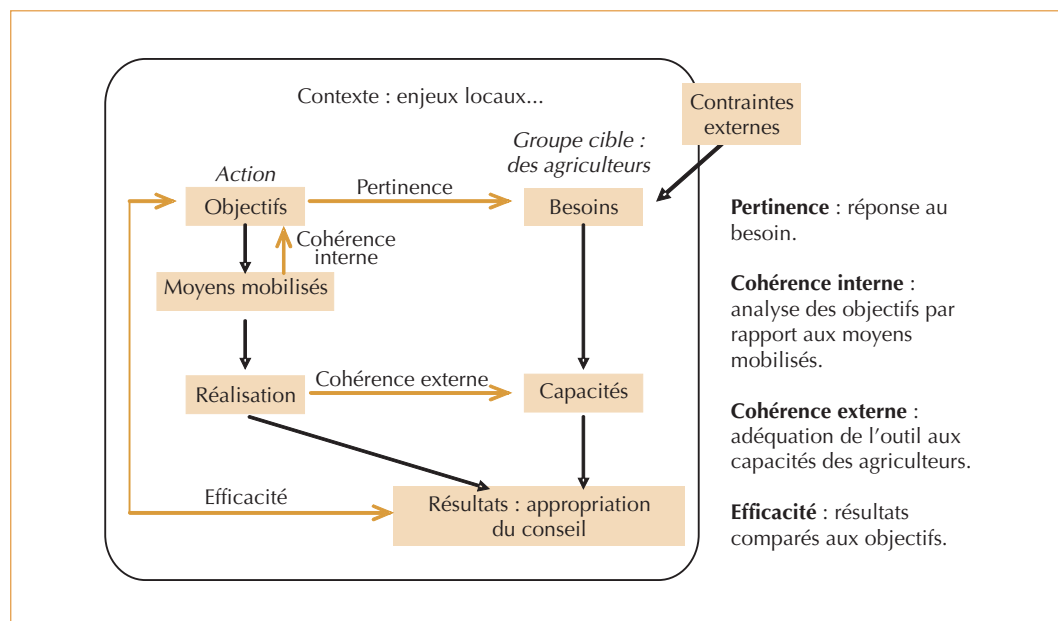 Contexte : enjeux locaux...
Contraintes
externes
Groupe cible :
des agriculteurs
Action
Objectifs
Pertinence
Besoins
Cohérence
interne
Moyens mobilisés
Réalisation
Cohérence externe
Capacités
Efficacité
Résultats : appropriation
du conseil
Pertinence : réponse au
besoin.
Cohérence interne :
analyse des objectifs par
rapport aux moyens
mobilisés.
Cohérence externe :
adéquation de l’outil aux
capacités des agriculteurs.
Efficacité : résultats
comparés aux objectifs.